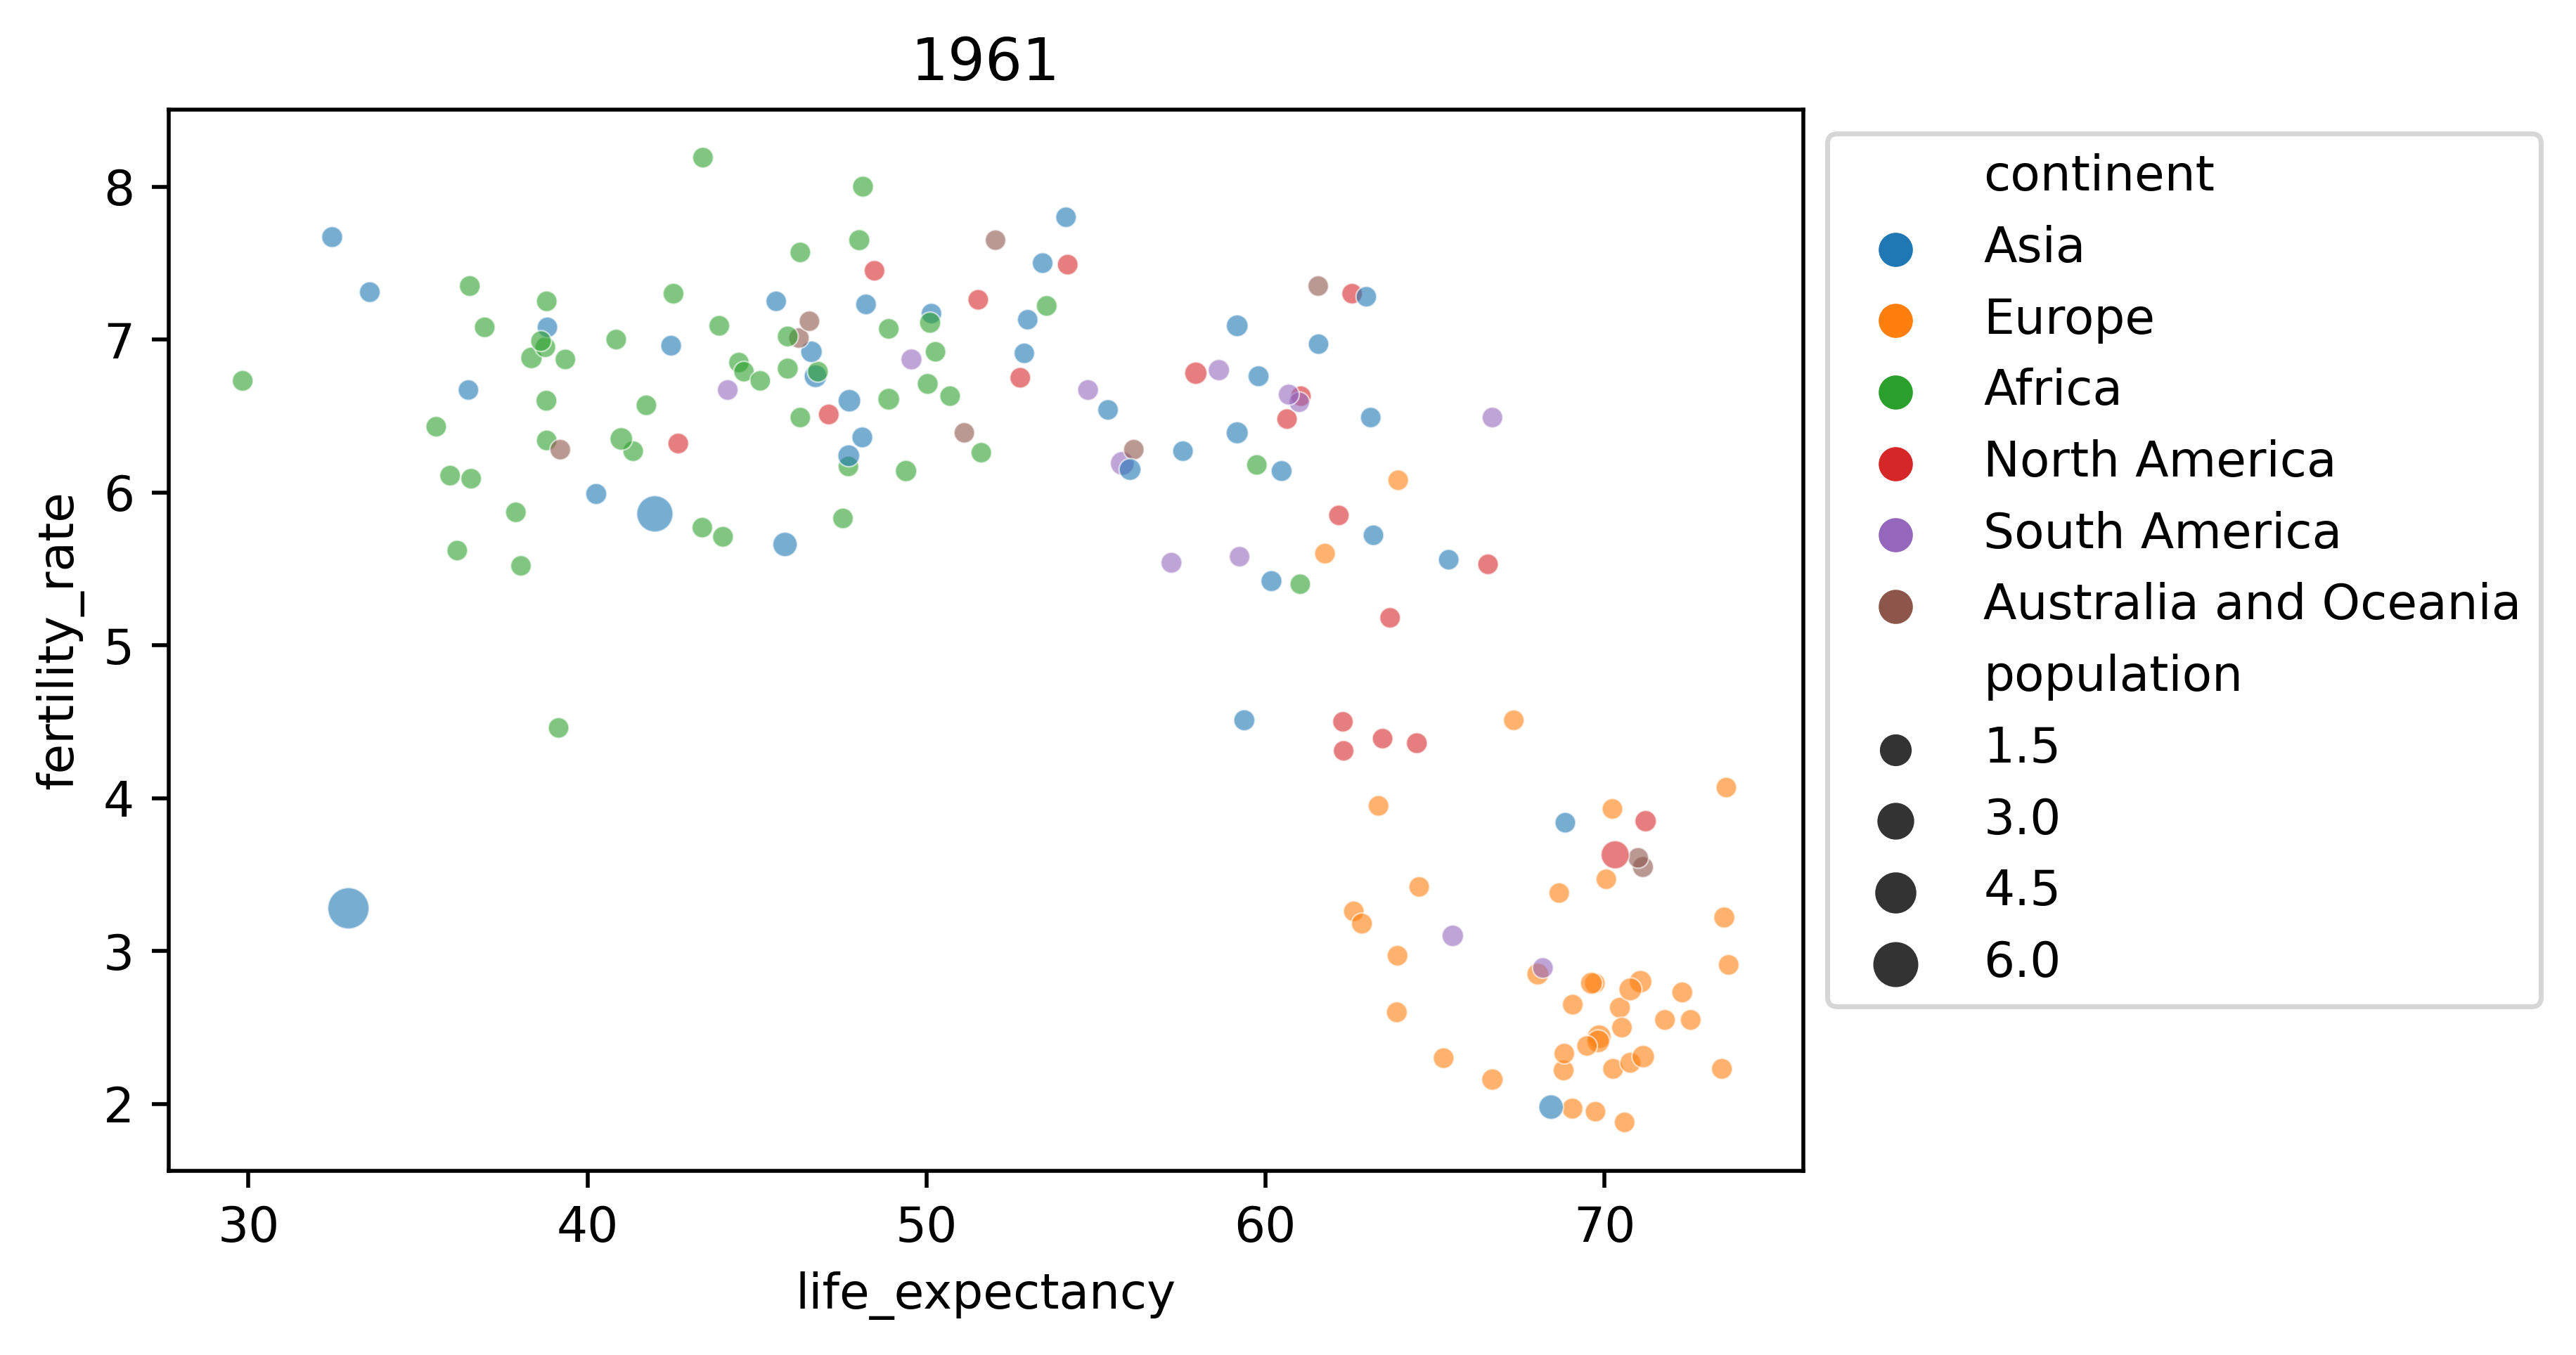 1961
fertility_rate
8
7
6
5
4
3
2
30 40 50 60 70
life_expectancy
continent
Asia
Europe
Africa
North America
South America
Australia and Oceania
population
1.5
3.0
4.5
6.0